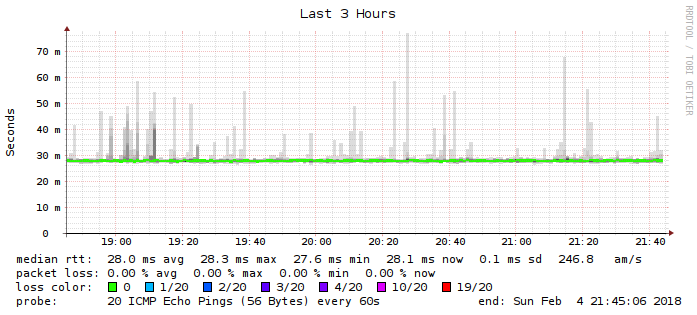 Last 3 Hours
RRDTOOL / TOBI OETIKER
Seconds
70 m
60 m
50 m
40 m
30 m
20 m
10 m
0
19:00 19:20 19:40 20:00 20:20 20:40 21:00 21:20 21:40
median rtt: 28.0 ms avg 28.3 ms max 27.6 ms min 28.1 ms now 0.1 ms sd 246.8 am/s
packet loss: 0.00 % avg 0.00 % max 0.00 % min 0.00 % now
loss color: 0 1/20 2/20 3/20 4/20 10/20 19/20
probe: 20 ICMP Echo Pings (56 Bytes) every 60s end: Sun Feb 4 21:45:06 2018